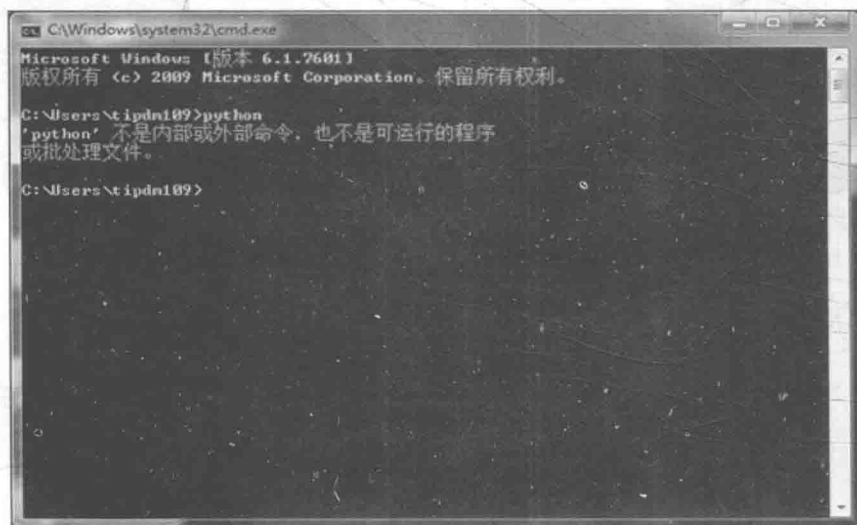 C:\Windows\system32\cmd.exe
Microsoft Windows [版本 6.1.7601]
版权所有 (c) 2009 Microsoft Corporation。保留所有权利。
C:\Users\tipdm109>python
'python' 不是内部或外部命令，也不是可运行的程序
或批处理文件。
C:\Users\tipdm109>